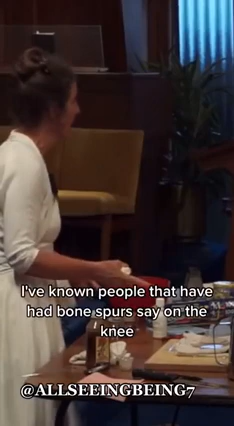 I've known people that have
had bone spurs say on the
knee
@ALLSEEINGBEING7